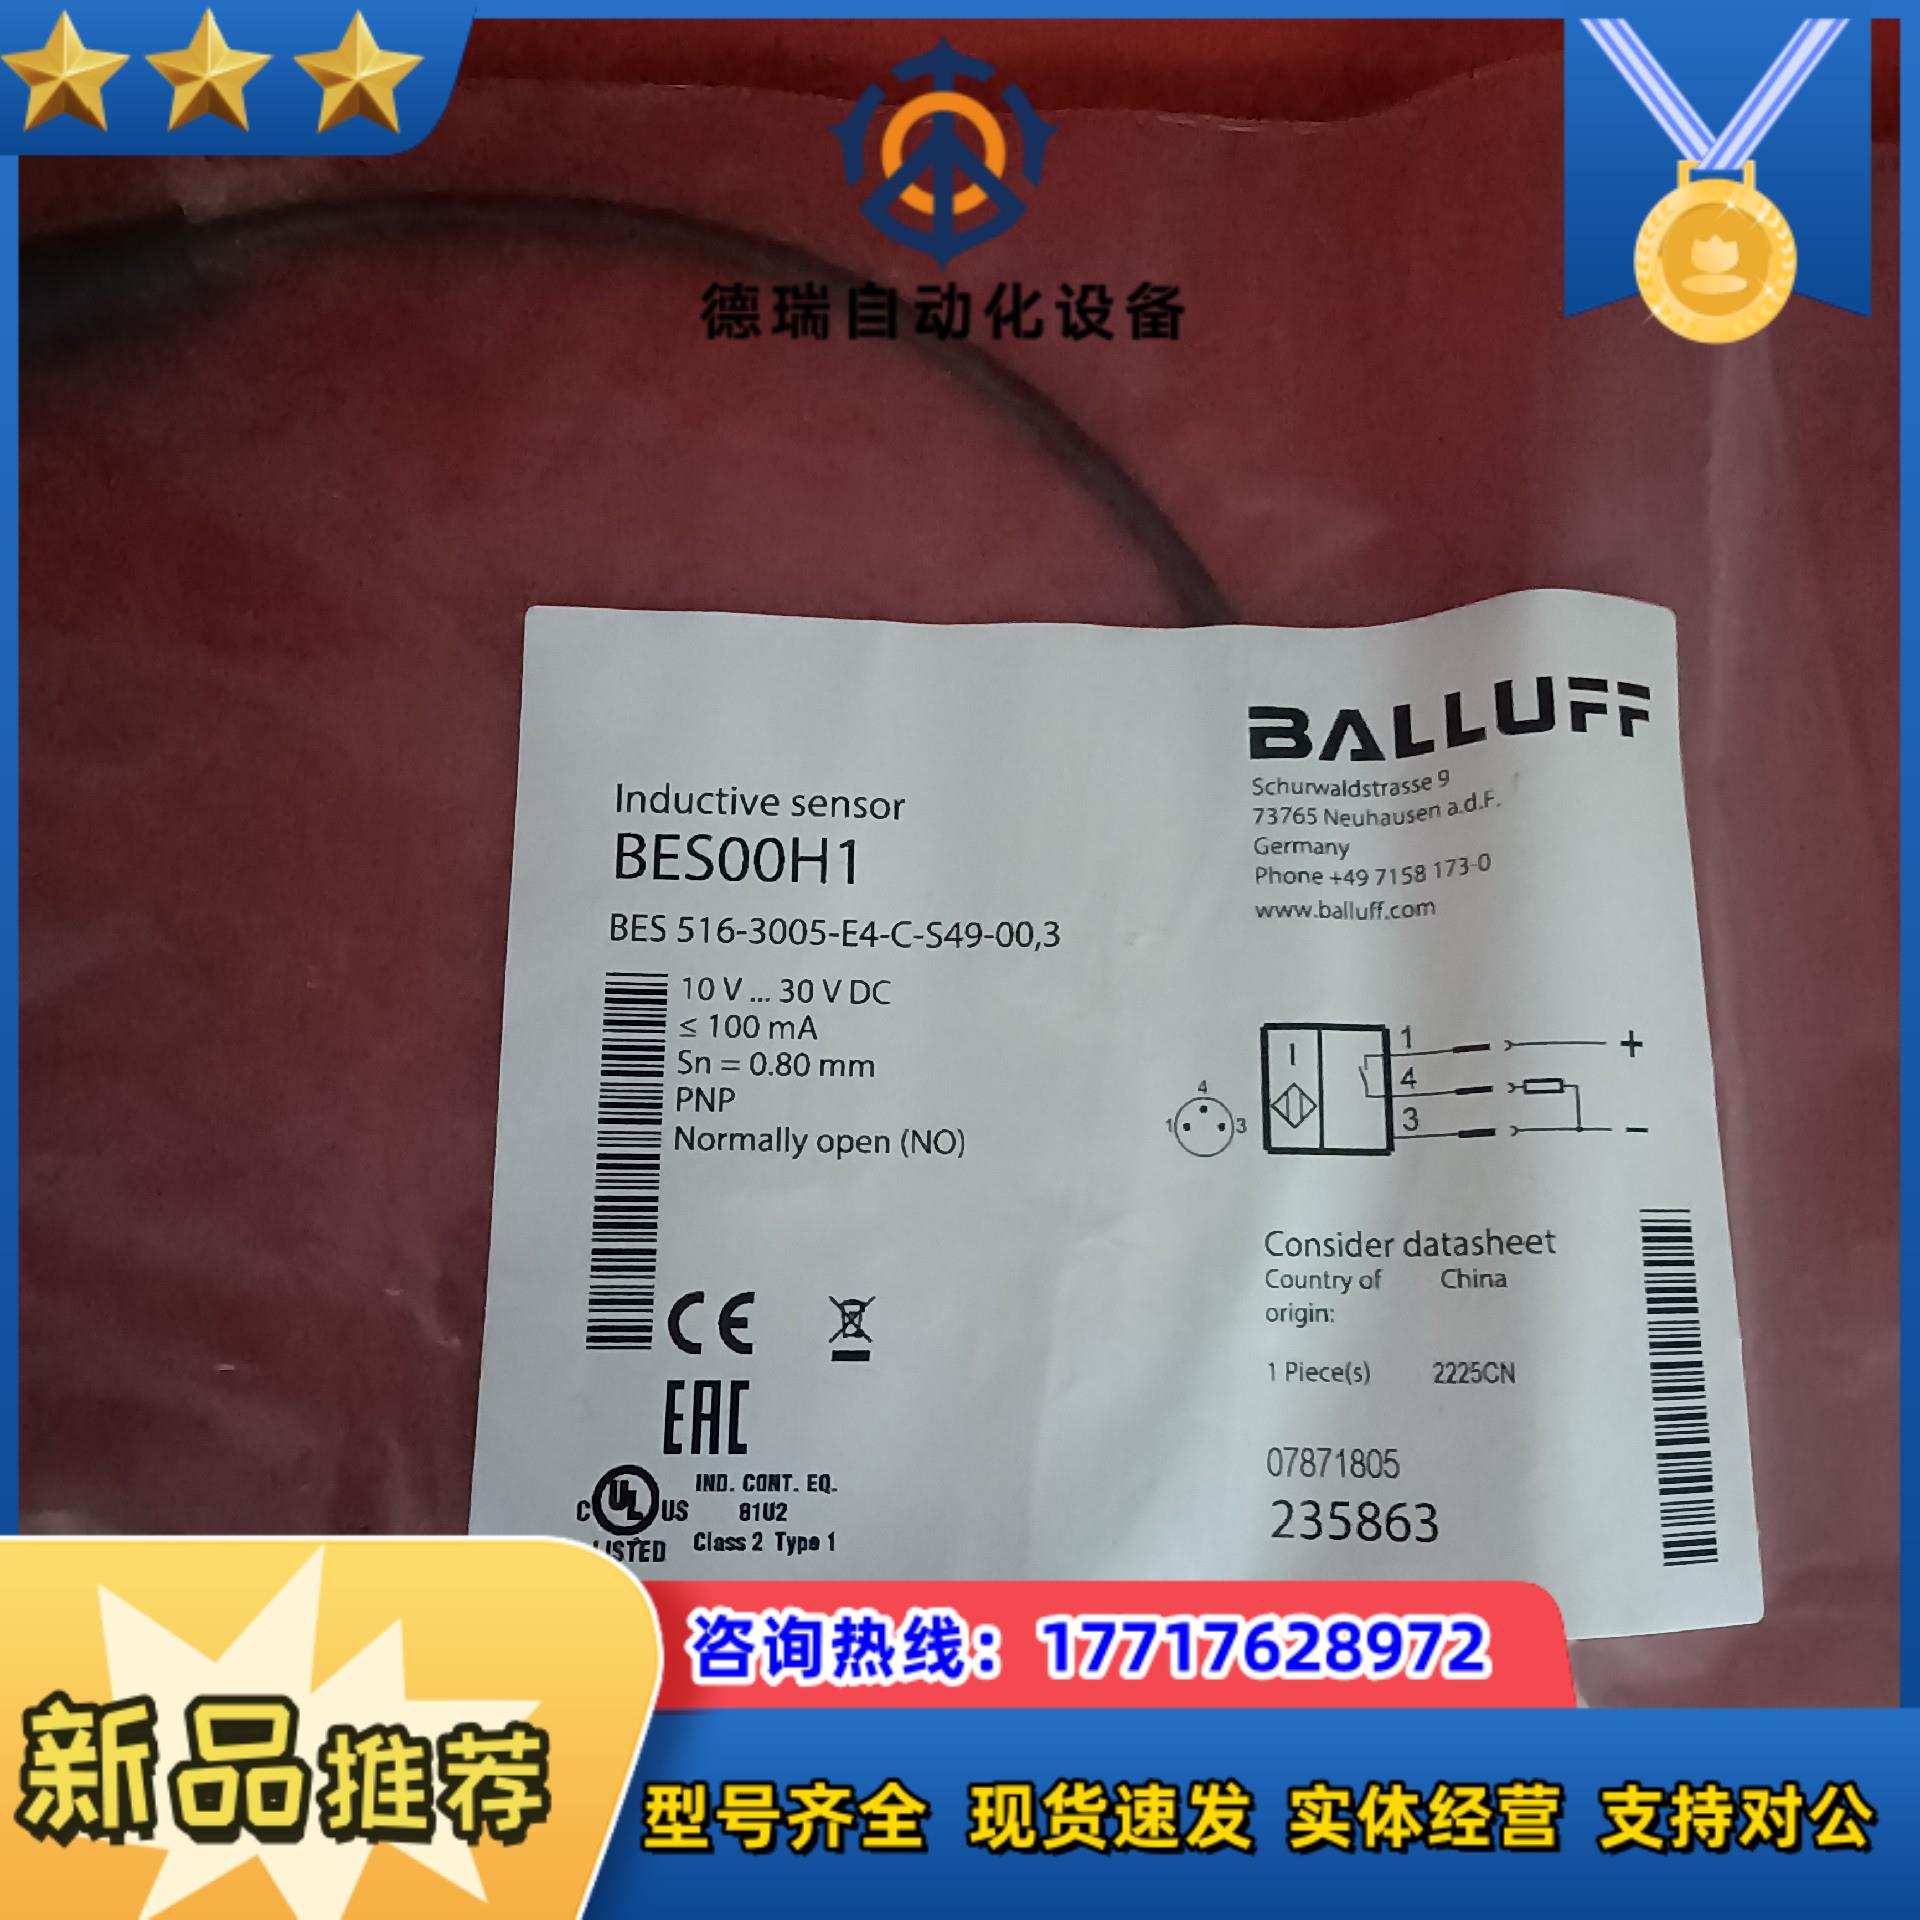 德瑞自动化设备
BALLUFF
Schurwaldstrasse 9
73765 Neuhausen a.d.F.
Germany
Phone +49 7158 173-0
www.balluff.com
Inductive sensor
BES00H1
BES 516-3005-E4-C-S49-00,3
10 V ... 30 V DC
≤ 100 mA
Sn = 0.80 mm
PNP
Normally open (NO)
1
+
4
3
−
4
1
3
I
Consider datasheet
Country of China
origin:
1 Piece(s) 2225CN
07871805
235863
CE
EAC
C UL US
LISTED
IND. CONT. EQ.
81U2
Class 2 Type 1
咨询热线：17717628972
新品推荐
型号齐全 现货速发 实体经营 支持对公